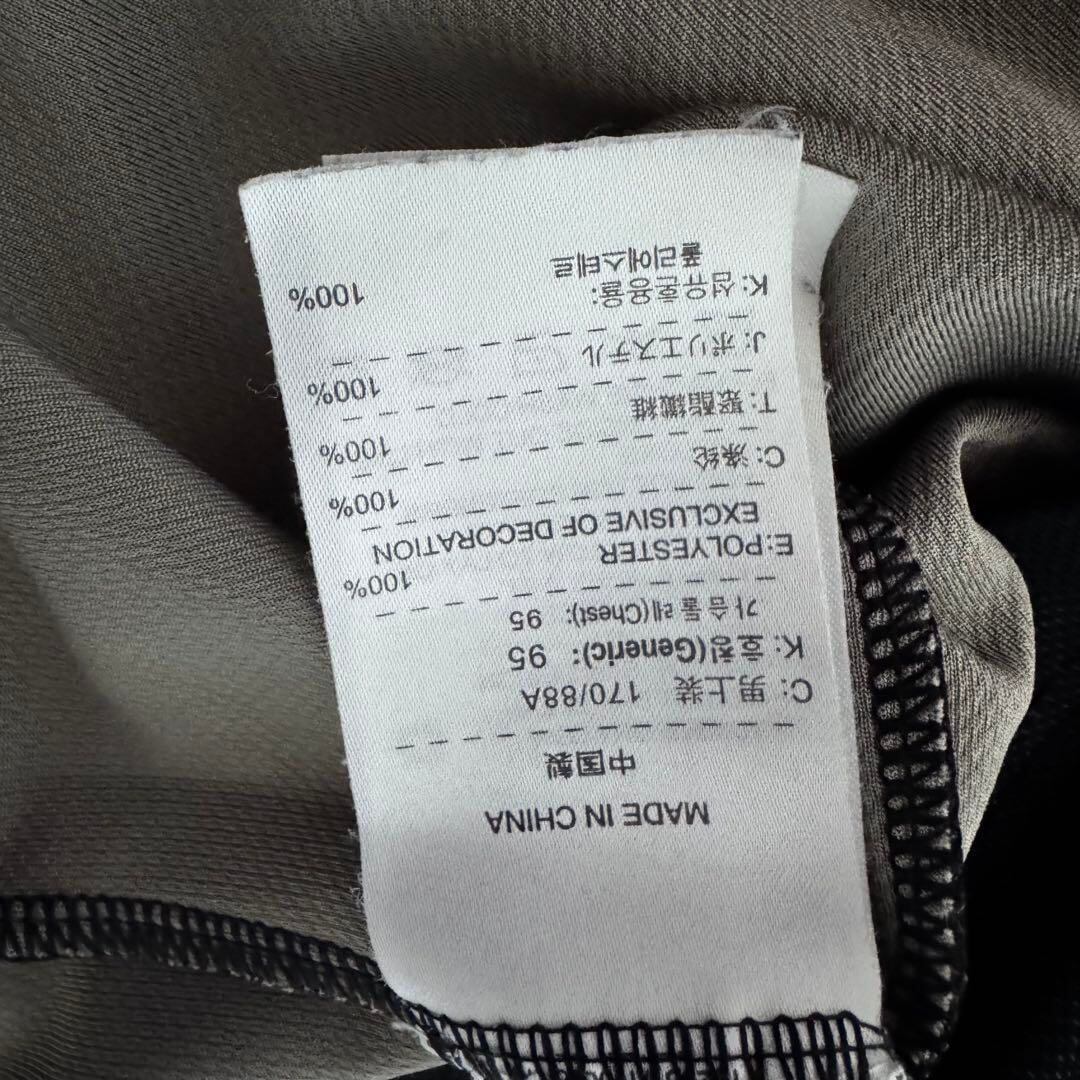 MADE IN CHINA
中国製
C: 男上装 170/88A
K: 호칭(Generic): 95
가슴둘레(Chest): 95
E:POLYESTER 100%
EXCLUSIVE OF DECORATION
C: 涤纶 100%
T: 聚酯纖維 100%
J: ポリエステル 100%
K: 섬유혼용율:
폴리에스테르 100%